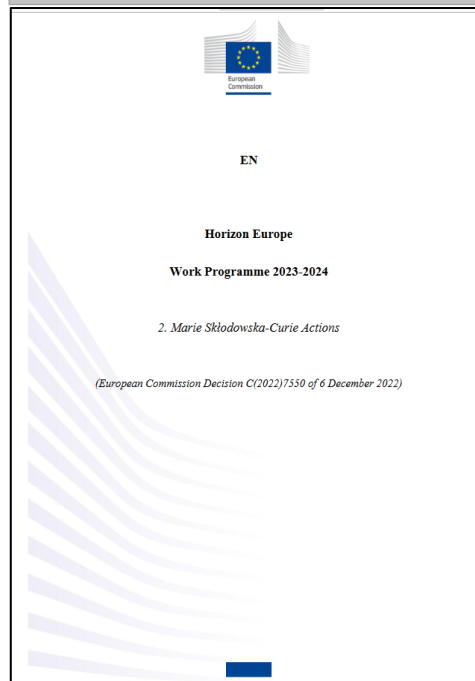 European
Commission
EN
Horizon Europe
Work Programme 2023-2024
2. Marie Skłodowska-Curie Actions
(European Commission Decision C(2022)7550 of 6 December 2022)